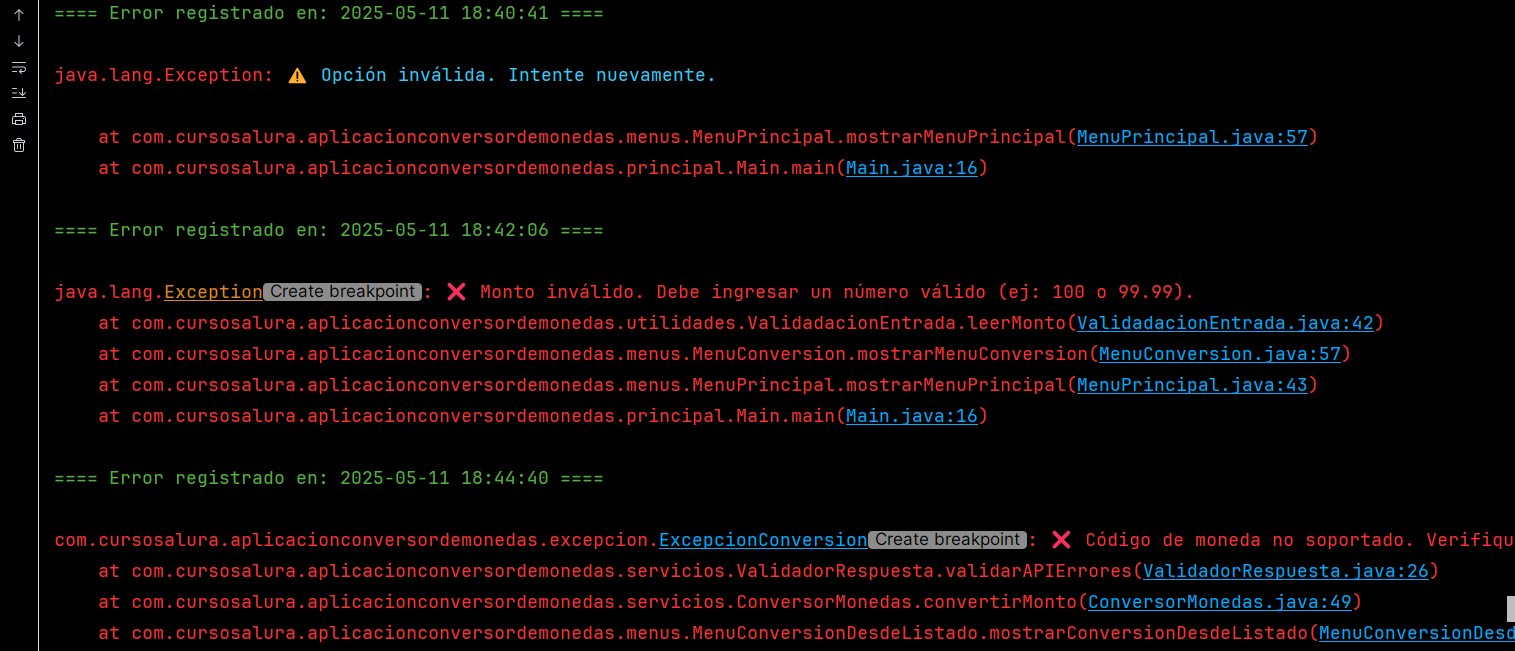 ==== Error registrado en: 2025-05-11 18:40:41 ====
java.lang.Exception: ⚠️ Opción inválida. Intente nuevamente.
at com.cursosalura.aplicacionconversordemonedas.menus.MenuPrincipal.mostrarMenuPrincipal(MenuPrincipal.java:57)
at com.cursosalura.aplicacionconversordemonedas.principal.Main.main(Main.java:16)
==== Error registrado en: 2025-05-11 18:42:06 ====
java.lang.Exception Create breakpoint : ❌ Monto inválido. Debe ingresar un número válido (ej: 100 o 99.99).
at com.cursosalura.aplicacionconversordemonedas.utilidades.ValidadacionEntrada.leerMonto(ValidadacionEntrada.java:42)
at com.cursosalura.aplicacionconversordemonedas.menus.MenuConversion.mostrarMenuConversion(MenuConversion.java:57)
at com.cursosalura.aplicacionconversordemonedas.menus.MenuPrincipal.mostrarMenuPrincipal(MenuPrincipal.java:43)
at com.cursosalura.aplicacionconversordemonedas.principal.Main.main(Main.java:16)
==== Error registrado en: 2025-05-11 18:44:40 ====
com.cursosalura.aplicacionconversordemonedas.excepcion.ExcepcionConversion Create breakpoint : ❌ Código de moneda no soportado. Verifiqu
at com.cursosalura.aplicacionconversordemonedas.servicios.ValidadorRespuesta.validarAPIErrores(ValidadorRespuesta.java:26)
at com.cursosalura.aplicacionconversordemonedas.servicios.ConversorMonedas.convertirMonto(ConversorMonedas.java:49)
at com.cursosalura.aplicacionconversordemonedas.menus.MenuConversionDesdeListado.mostrarConversionDesdeListado(MenuConversionDesd